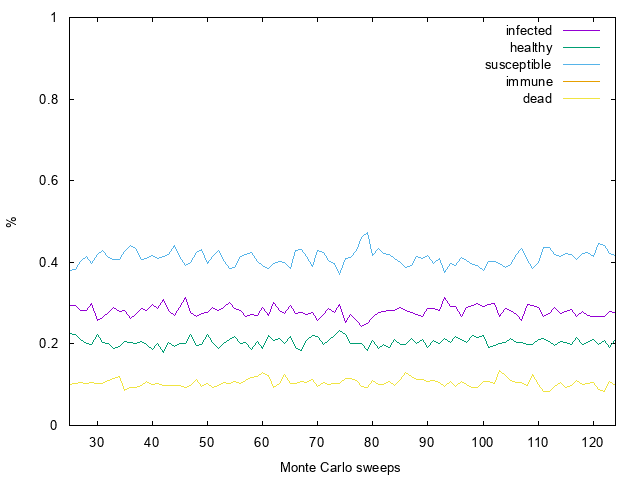 1
0.8
0.6
0.4
0.2
0
%
infected
healthy
susceptible
immune
dead
30 40 50 60 70 80 90 100 110 120
Monte Carlo sweeps